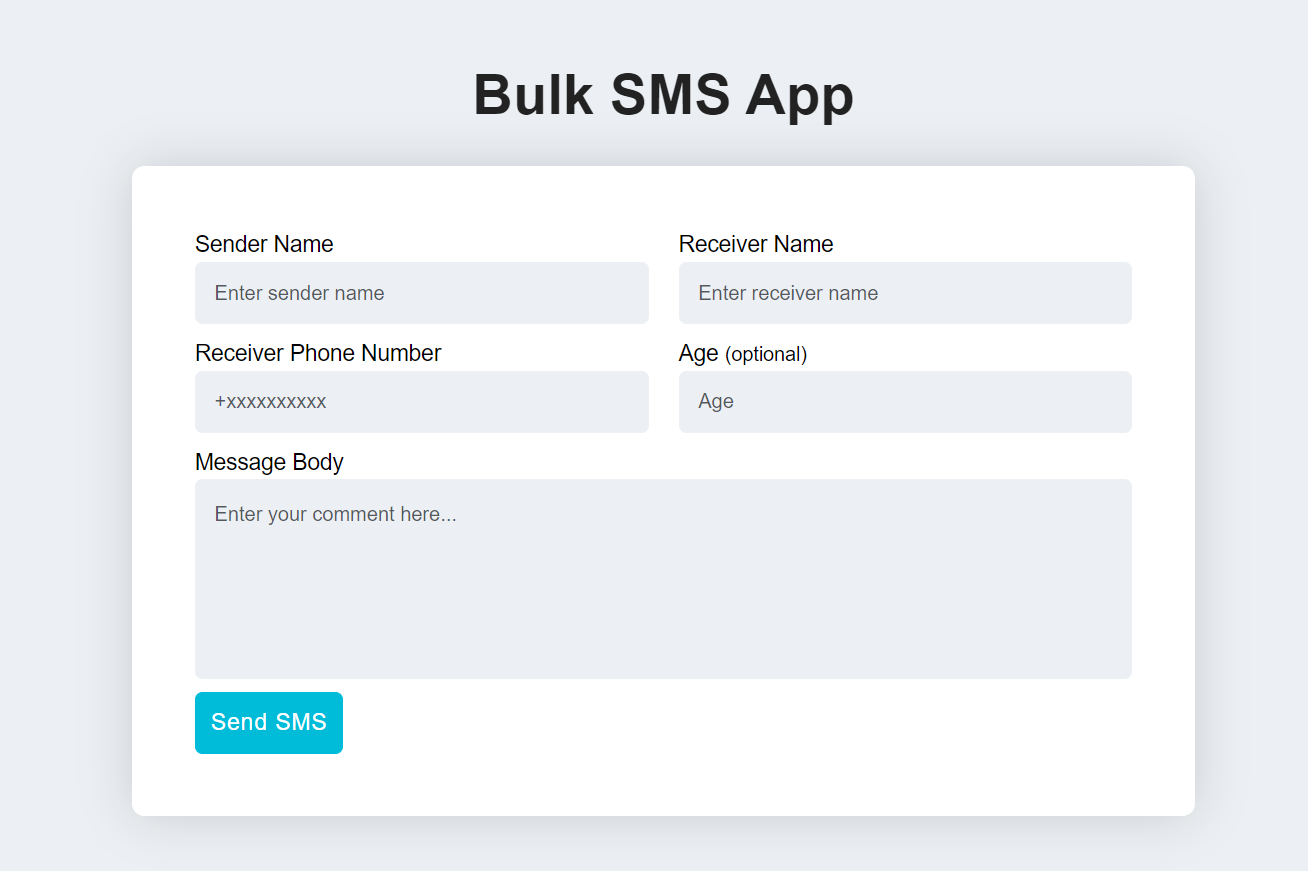 Bulk SMS App
Sender Name
Enter sender name
Receiver Name
Enter receiver name
Receiver Phone Number
+xxxxxxxxxx
Age (optional)
Age
Message Body
Enter your comment here...
Send SMS